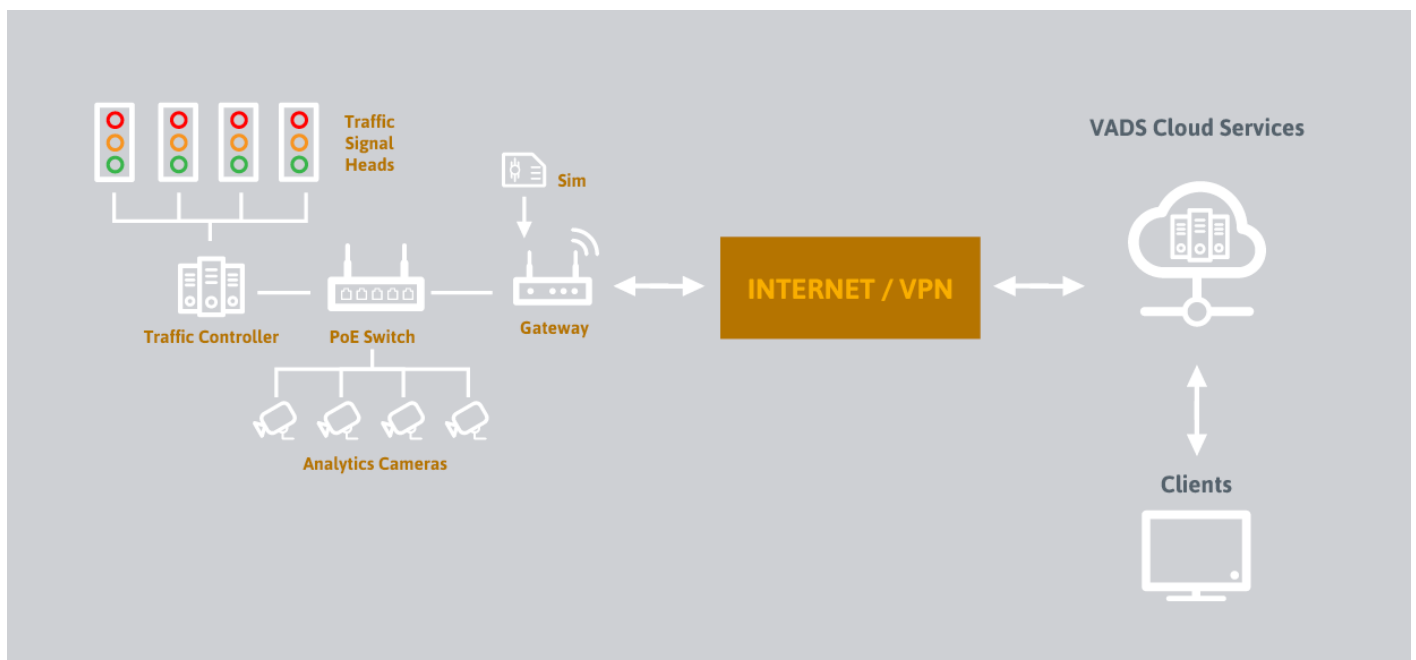 Traffic
Signal
Heads
VADS Cloud Services
Sim
INTERNET / VPN
Traffic Controller
PoE Switch
Gateway
Analytics Cameras
Clients